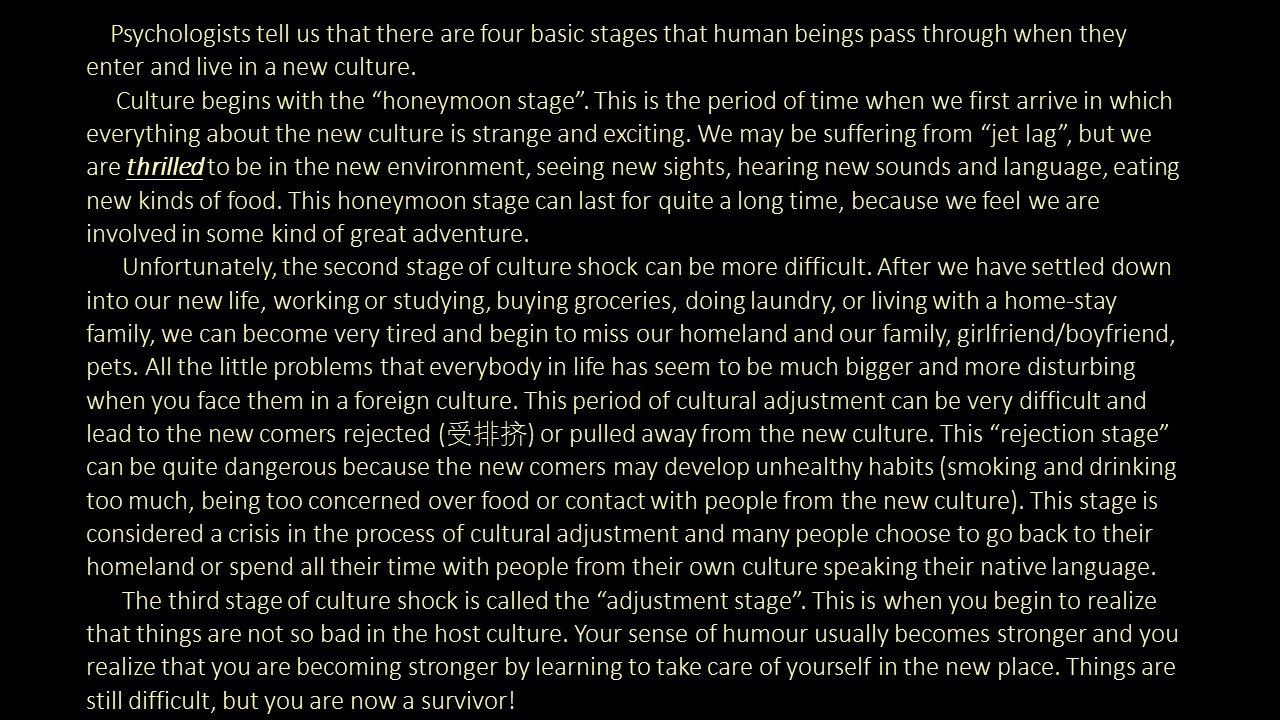 Psychologists tell us that there are four basic stages that human beings pass through when they
enter and live in a new culture.
Culture begins with the “honeymoon stage”. This is the period of time when we first arrive in which
everything about the new culture is strange and exciting. We may be suffering from “jet lag”, but we
are thrilled to be in the new environment, seeing new sights, hearing new sounds and language, eating
new kinds of food. This honeymoon stage can last for quite a long time, because we feel we are
involved in some kind of great adventure.
Unfortunately, the second stage of culture shock can be more difficult. After we have settled down
into our new life, working or studying, buying groceries, doing laundry, or living with a home-stay
family, we can become very tired and begin to miss our homeland and our family, girlfriend/boyfriend,
pets. All the little problems that everybody in life has seem to be much bigger and more disturbing
when you face them in a foreign culture. This period of cultural adjustment can be very difficult and
lead to the new comers rejected (受排挤) or pulled away from the new culture. This “rejection stage”
can be quite dangerous because the new comers may develop unhealthy habits (smoking and drinking
too much, being too concerned over food or contact with people from the new culture). This stage is
considered a crisis in the process of cultural adjustment and many people choose to go back to their
homeland or spend all their time with people from their own culture speaking their native language.
The third stage of culture shock is called the “adjustment stage”. This is when you begin to realize
that things are not so bad in the host culture. Your sense of humour usually becomes stronger and you
realize that you are becoming stronger by learning to take care of yourself in the new place. Things are
still difficult, but you are now a survivor!